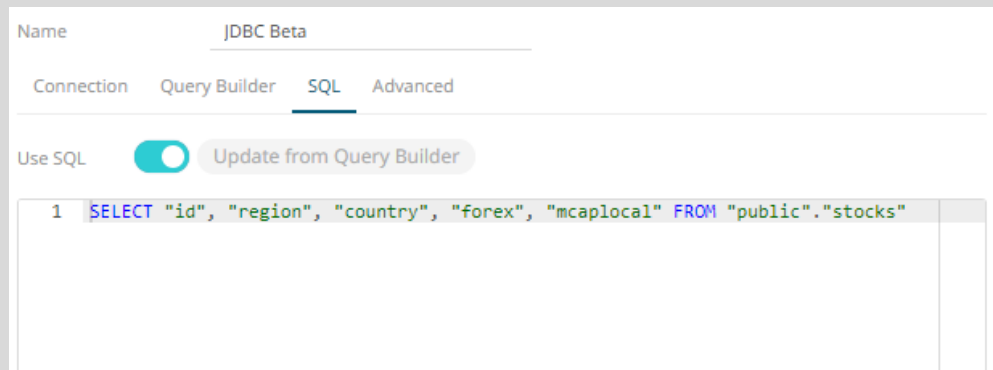 Name JDBC Beta
Connection Query Builder SQL Advanced
Use SQL Update from Query Builder
1 SELECT "id", "region", "country", "forex", "mcaplocal" FROM "public"."stocks"